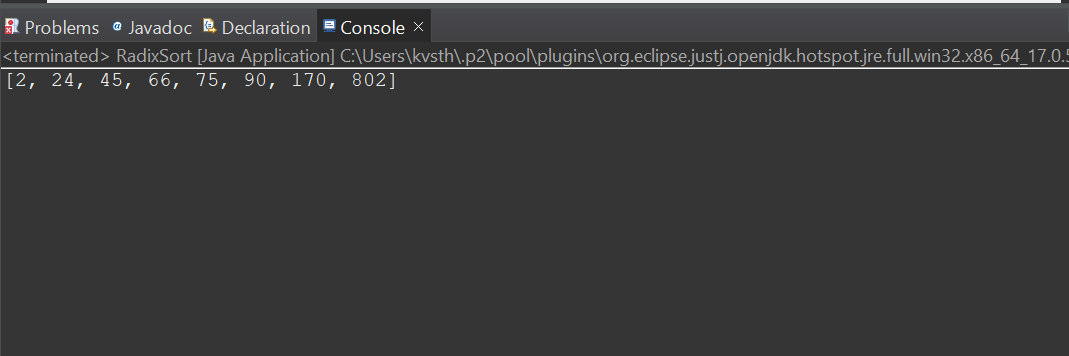 Problems Javadoc Declaration Console
<terminated> RadixSort [Java Application] C:\Users\kvsth\.p2\pool\plugins\org.eclipse.justj.openjdk.hotspot.jre.full.win32.x86_64_17.0.5
[2, 24, 45, 66, 75, 90, 170, 802]